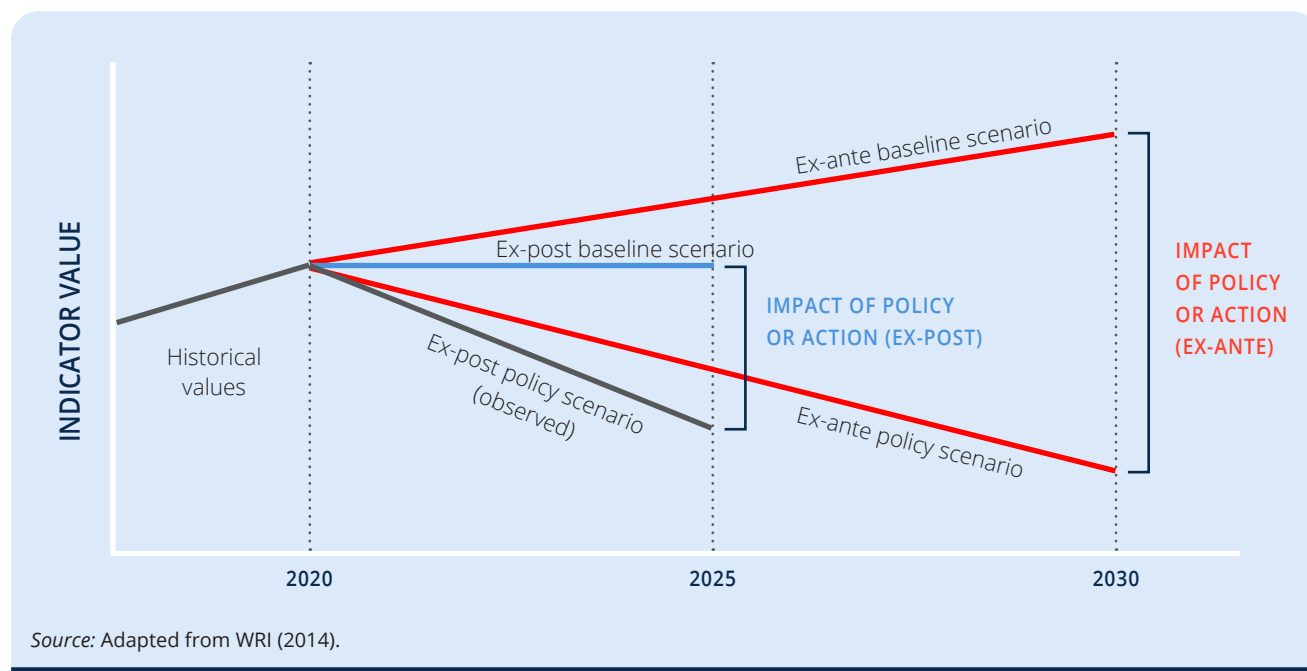 INDICATOR VALUE
Historical
values
Ex-ante baseline scenario
Ex-post baseline scenario
Ex-post policy scenario
(observed)
Ex-ante policy scenario
IMPACT OF POLICY
OR ACTION (EX-POST)
IMPACT
OF POLICY
OR ACTION
(EX-ANTE)
2020
2025
2030
Source: Adapted from WRI (2014).